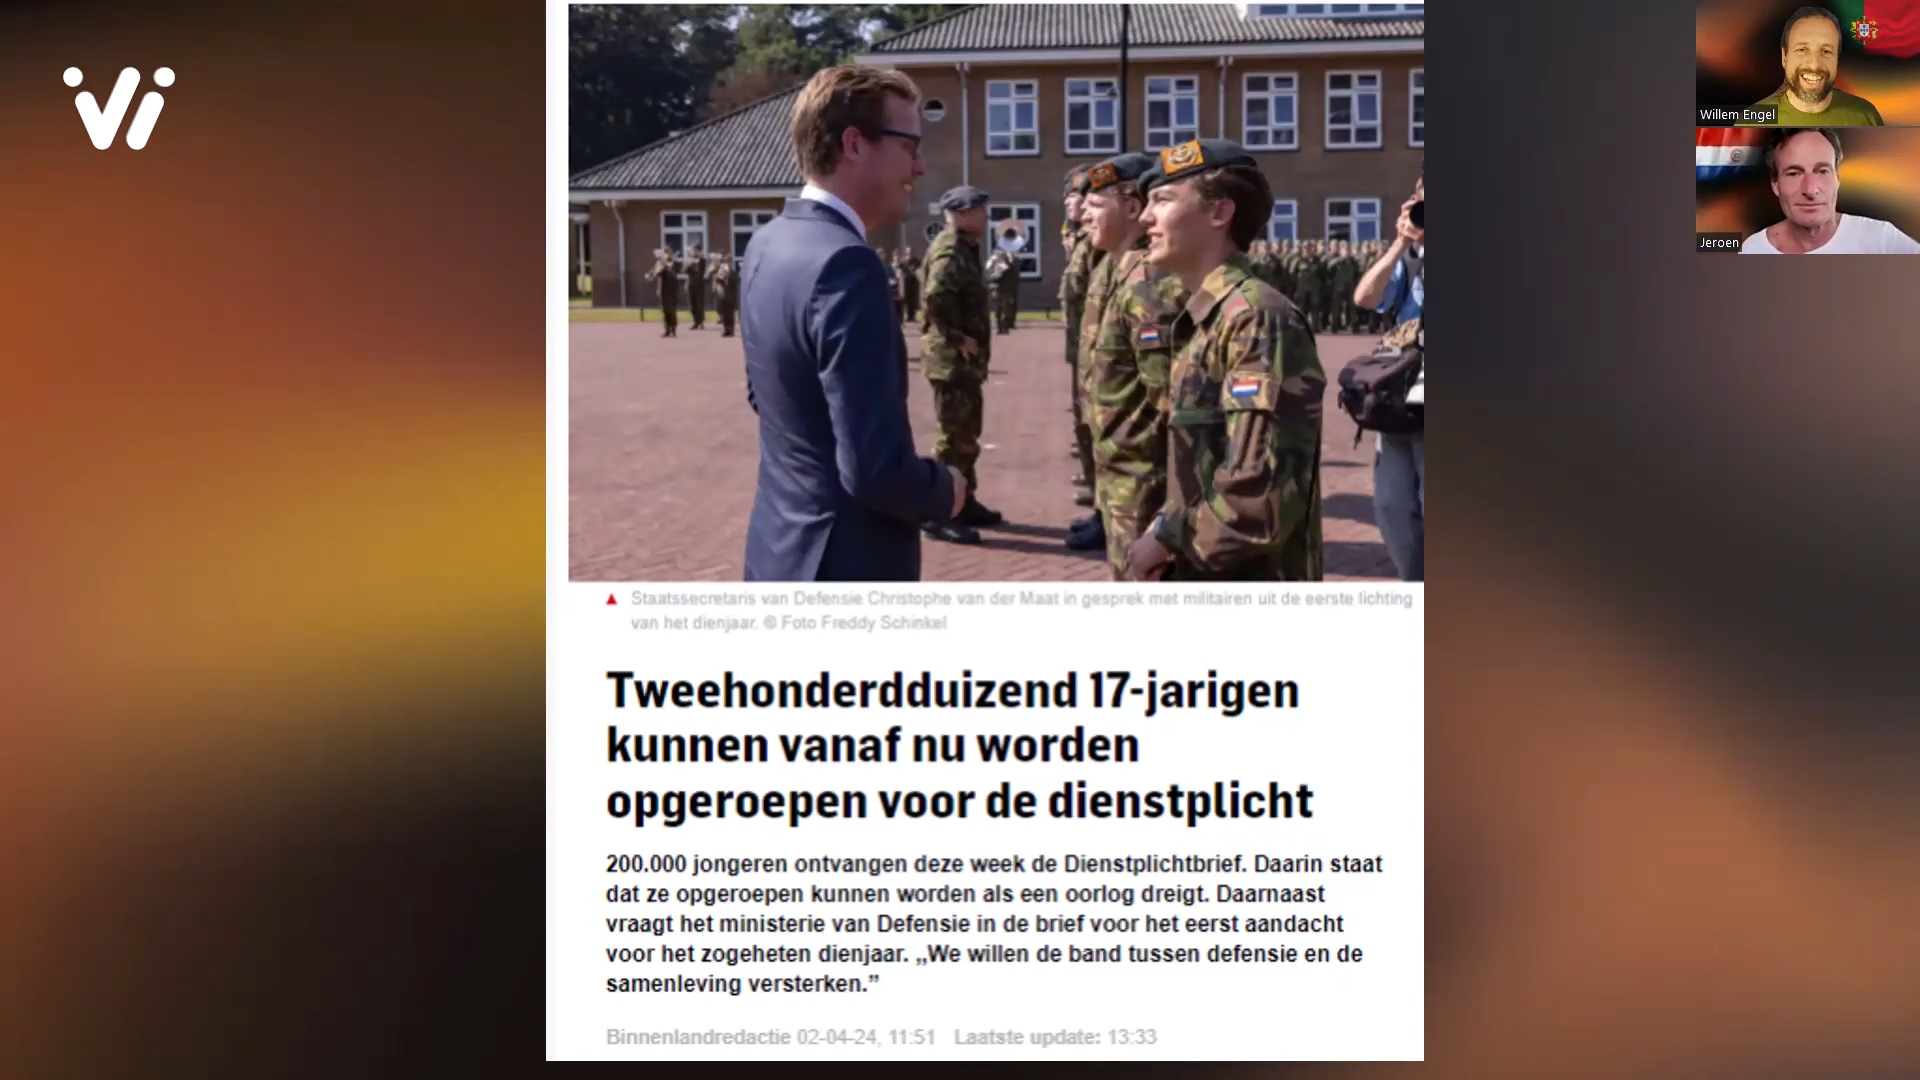 Vi
Willem Engel
Jeroen
Staatssecretaris van Defensie Christophe van der Maat in gesprek met militairen uit de eerste lichting
van het dienjaar. © Foto Freddy Schinkel
Tweehonderdduizend 17-jarigen
kunnen vanaf nu worden
opgeroepen voor de dienstplicht
200.000 jongeren ontvangen deze week de Dienstplichtbrief. Daarin staat
dat ze opgeroepen kunnen worden als een oorlog dreigt. Daarnaast
vraagt het ministerie van Defensie in de brief voor het eerst aandacht
voor het zogeheten dienjaar. „We willen de band tussen defensie en de
samenleving versterken.”
Binnenlandredactie 02-04-24, 11:51 Laatste update: 13:33